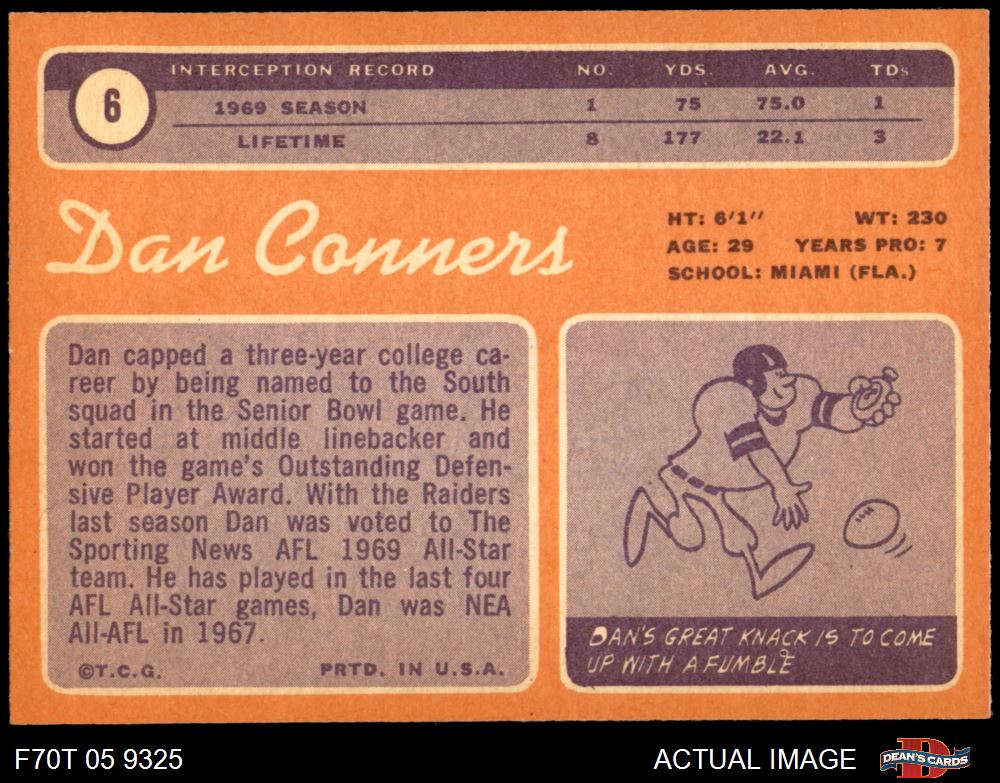 6
INTERCEPTION RECORD NO. YDS. AVG. TDs
1969 SEASON 1 75 75.0 1
LIFETIME 8 177 22.1 3
Dan Conners
HT: 6'1" WT: 230
AGE: 29 YEARS PRO: 7
SCHOOL: MIAMI (FLA.)
Dan capped a three-year college ca-
reer by being named to the South
squad in the Senior Bowl game. He
started at middle linebacker and
won the game's Outstanding Defen-
sive Player Award. With the Raiders
last season Dan was voted to The
Sporting News AFL 1969 All-Star
team. He has played in the last four
AFL All-Star games, Dan was NEA
All-AFL in 1967.
©T.C.G. PRTD. IN U.S.A.
DAN'S GREAT KNACK IS TO COME
UP WITH A FUMBLE
F70T 05 9325 ACTUAL IMAGE DEAN'S CARDS